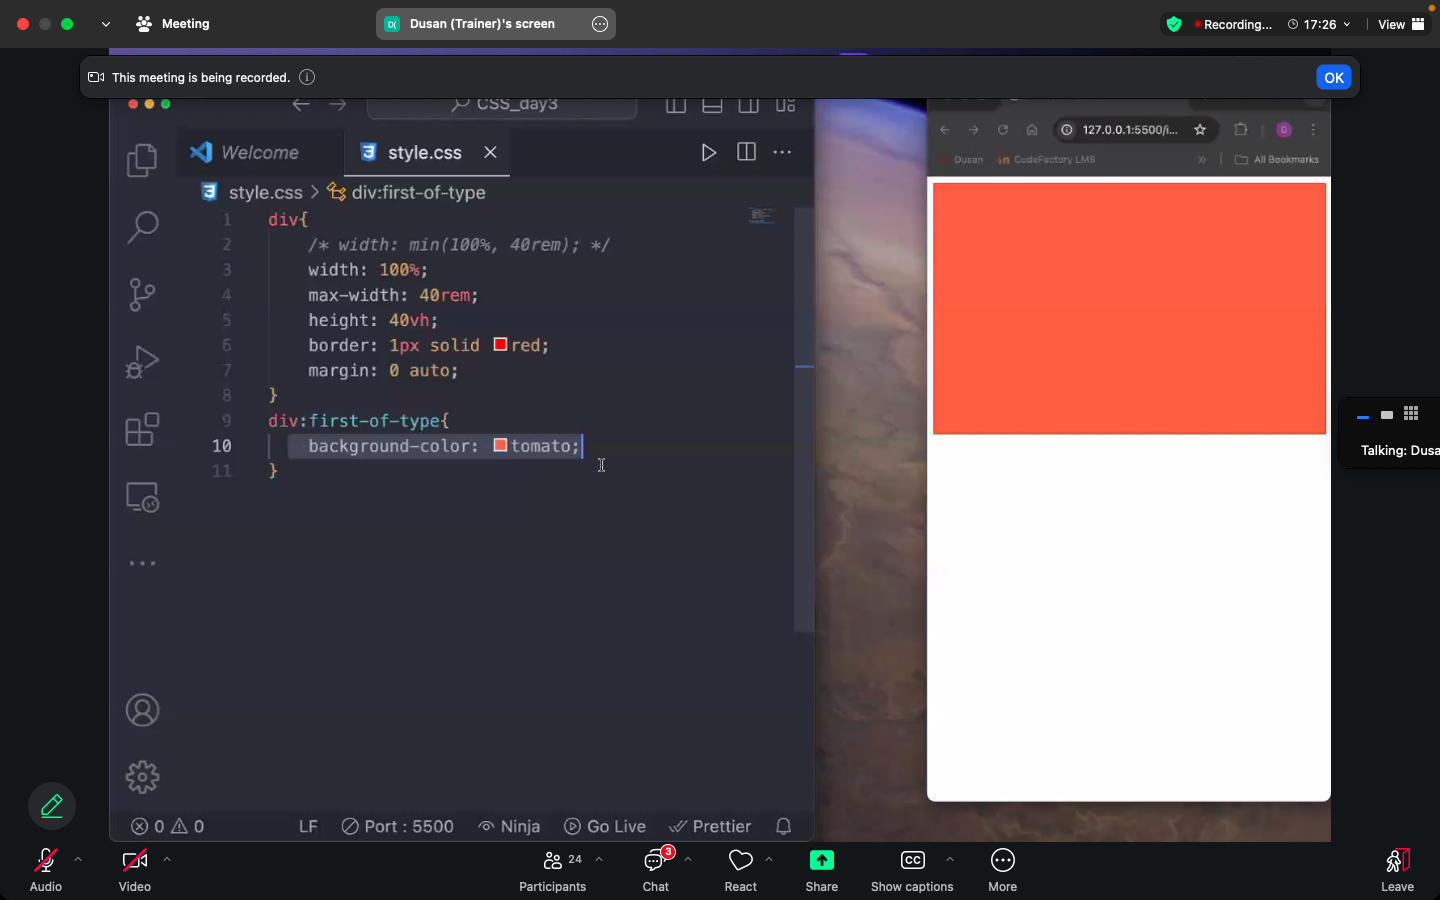 Meeting
D( Dusan (Trainer)'s screen
Recording...
17:26
View
This meeting is being recorded.
OK
CSS_day3
Welcome
style.css
style.css > div:first-of-type
1 div{
2 /* width: min(100%, 40rem); */
3 width: 100%;
4 max-width: 40rem;
5 height: 40vh;
6 border: 1px solid red;
7 margin: 0 auto;
8 }
9 div:first-of-type{
10 background-color: tomato;
11 }
0 0
LF
Port : 5500
Ninja
Go Live
Prettier
127.0.0.1:5500/i...
D
Dusan
CodeFactory LMS
»
All Bookmarks
Talking: Dusa
Audio
Video
24
Participants
3
Chat
React
Share
CC
Show captions
More
Leave